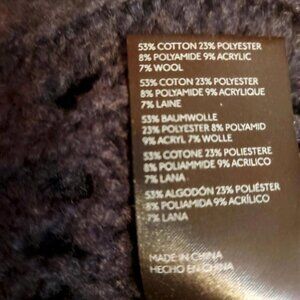 53% COTTON 23% POLYESTER
8% POLYAMIDE 9% ACRYLIC
7% WOOL
53% COTON 23% POLYESTER
8% POLYAMIDE 9% ACRYLIQUE
7% LAINE
53% BAUMWOLLE
23% POLYESTER 8% POLYAMID
9% ACRYL 7% WOLLE
53% COTONE 23% POLIESTERE
8% POLIAMMIDE 9% ACRILICO
7% LANA
53% ALGODÓN 23% POLIÉSTER
8% POLIAMIDA 9% ACRÍLICO
7% LANA
MADE IN CHINA
HECHO EN CHINA